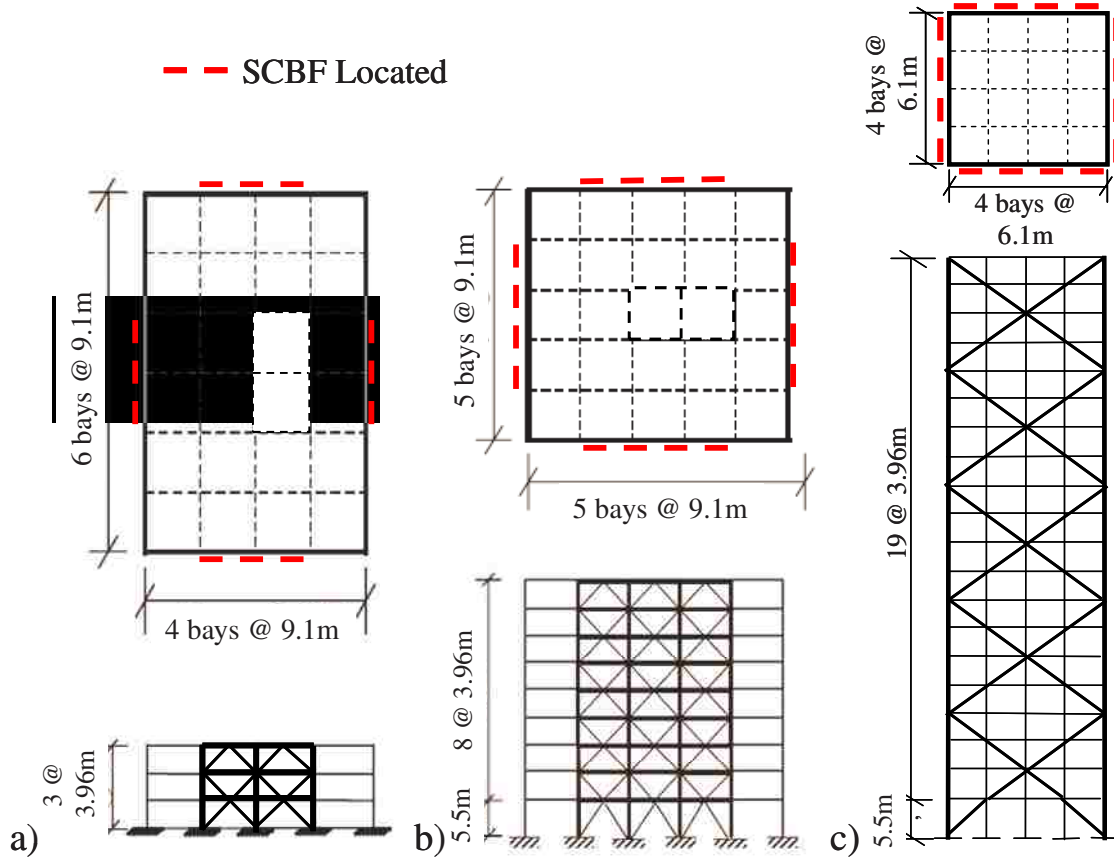 SCBF Located
4 bays @
6.1m
4 bays @
6.1m
6 bays @ 9.1m
4 bays @ 9.1m
3 @
3.96m
a)
5 bays @ 9.1m
5 bays @ 9.1m
8 @ 3.96m
5.5m
b)
19 @ 3.96m
5.5m
c)